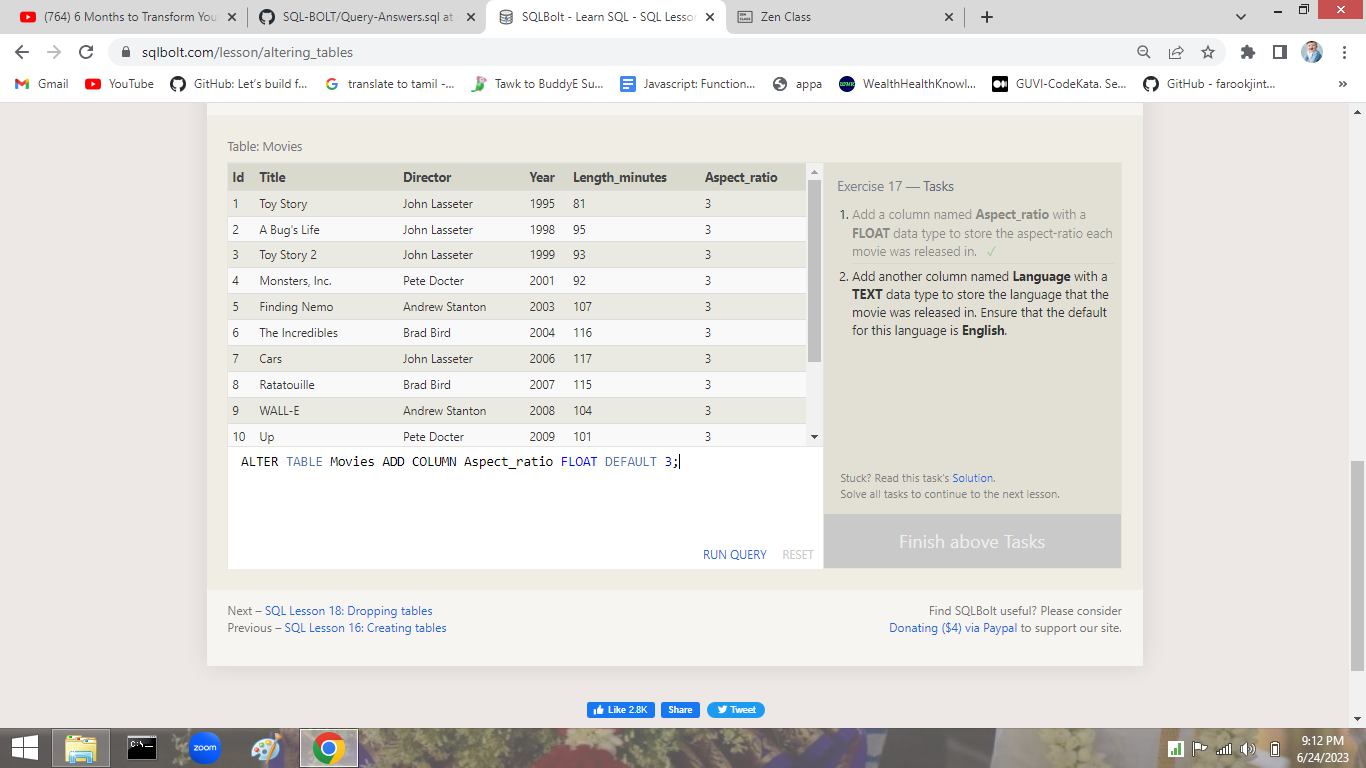 (764) 6 Months to Transform You
SQL-BOLT/Query-Answers.sql at
SQLBolt - Learn SQL - SQL Lesson
Zen Class
sqlbolt.com/lesson/altering_tables
Gmail
YouTube
GitHub: Let's build f...
translate to tamil -...
Tawk to BuddyE Su...
Javascript: Function...
appa
WealthHealthKnowl...
GUVI-CodeKata. Se...
GitHub - farookjint...
Table: Movies
Id Title Director Year Length_minutes Aspect_ratio
1 Toy Story John Lasseter 1995 81 3
2 A Bug's Life John Lasseter 1998 95 3
3 Toy Story 2 John Lasseter 1999 93 3
4 Monsters, Inc. Pete Docter 2001 92 3
5 Finding Nemo Andrew Stanton 2003 107 3
6 The Incredibles Brad Bird 2004 116 3
7 Cars John Lasseter 2006 117 3
8 Ratatouille Brad Bird 2007 115 3
9 WALL-E Andrew Stanton 2008 104 3
10 Up Pete Docter 2009 101 3
ALTER TABLE Movies ADD COLUMN Aspect_ratio FLOAT DEFAULT 3;
RUN QUERY RESET
Exercise 17 — Tasks
1. Add a column named Aspect_ratio with a
FLOAT data type to store the aspect-ratio each
movie was released in. ✓
2. Add another column named Language with a
TEXT data type to store the language that the
movie was released in. Ensure that the default
for this language is English.
Stuck? Read this task's Solution.
Solve all tasks to continue to the next lesson.
Finish above Tasks
Next – SQL Lesson 18: Dropping tables
Previous – SQL Lesson 16: Creating tables
Find SQLBolt useful? Please consider
Donating ($4) via Paypal to support our site.
Like 2.8K
Share
Tweet
C:\_
zoom
9:12 PM
6/24/2023